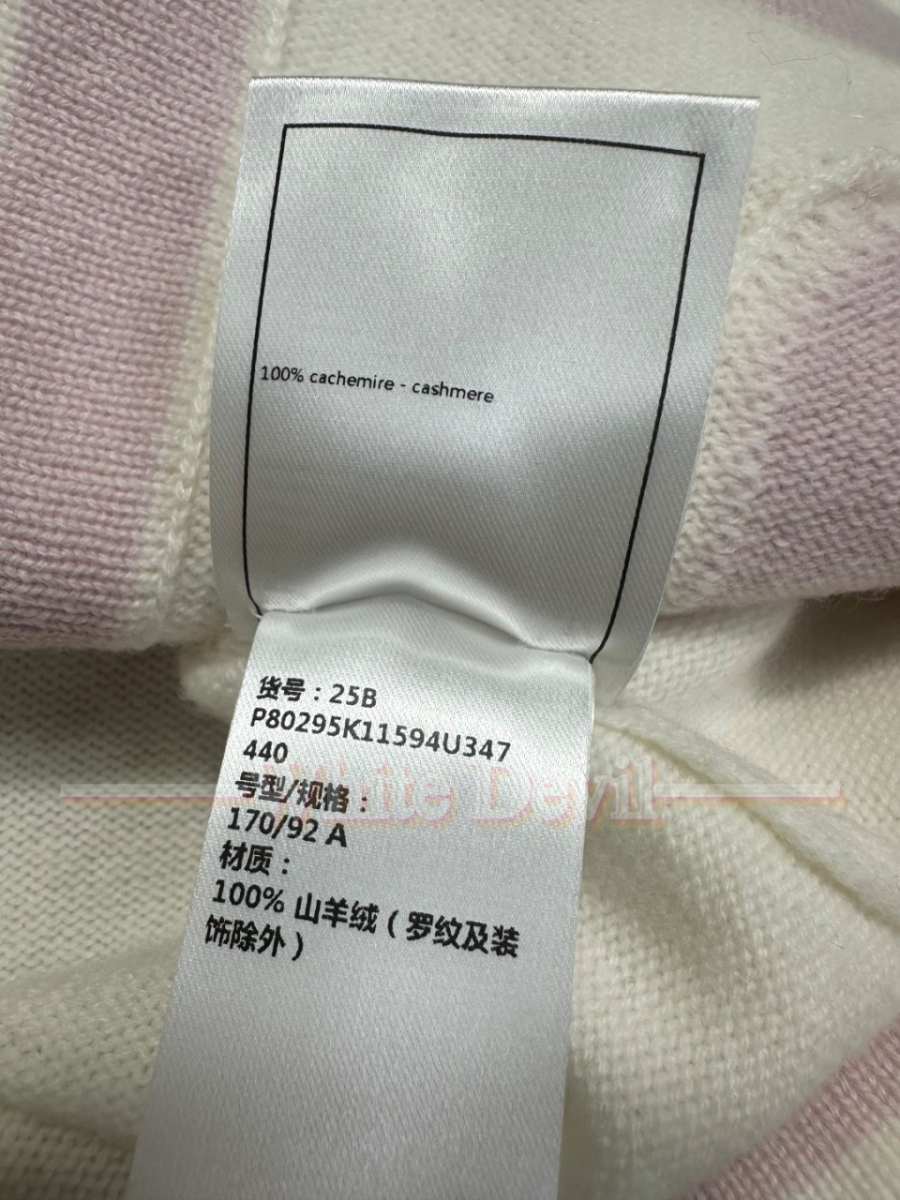 100% cachemire - cashmere
货号：25B
P80295K11594U347
440
White Devil
号型/规格：
170/92 A
材质：
100% 山羊绒（罗纹及装
饰除外）